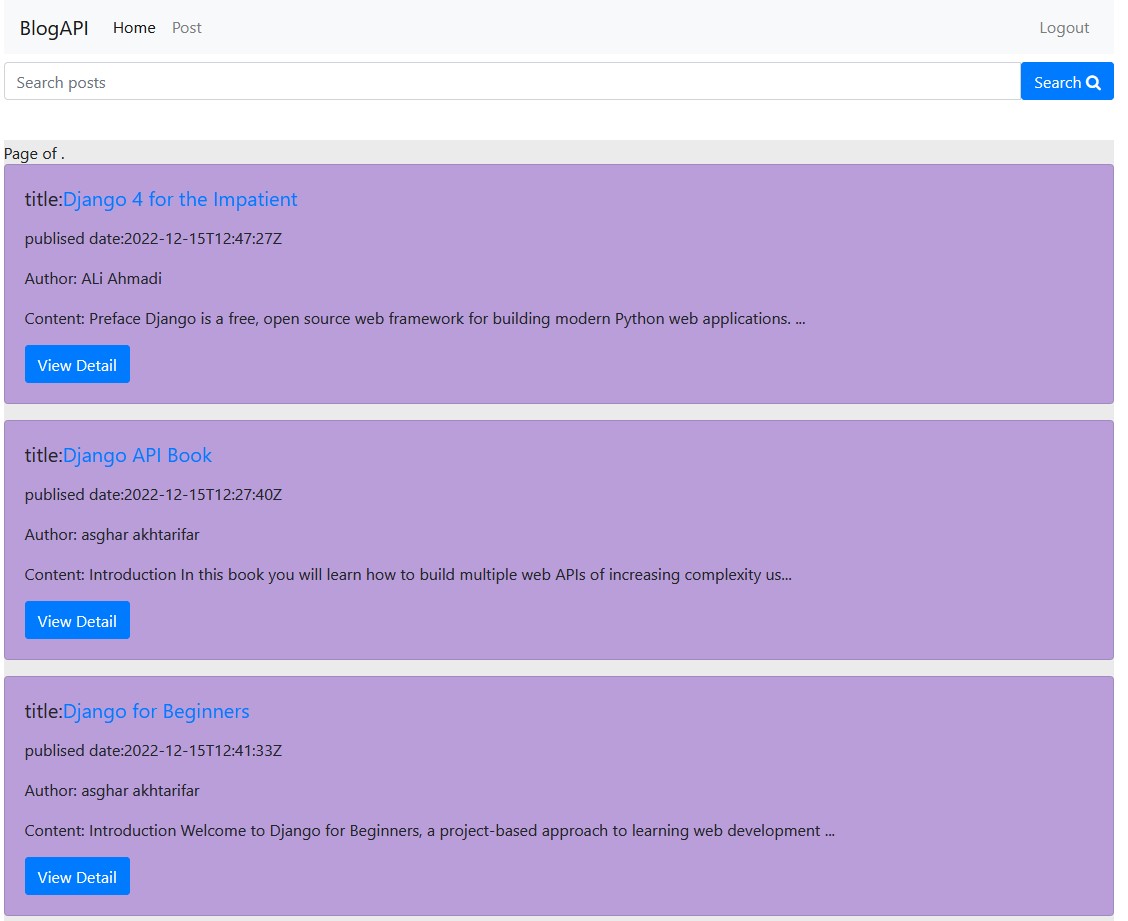 BlogAPI Home Post Logout
Search posts Search
Page of .
title:Django 4 for the Impatient
publised date:2022-12-15T12:47:27Z
Author: ALi Ahmadi
Content: Preface Django is a free, open source web framework for building modern Python web applications. ...
View Detail
title:Django API Book
publised date:2022-12-15T12:27:40Z
Author: asghar akhtarifar
Content: Introduction In this book you will learn how to build multiple web APIs of increasing complexity us...
View Detail
title:Django for Beginners
publised date:2022-12-15T12:41:33Z
Author: asghar akhtarifar
Content: Introduction Welcome to Django for Beginners, a project-based approach to learning web development ...
View Detail